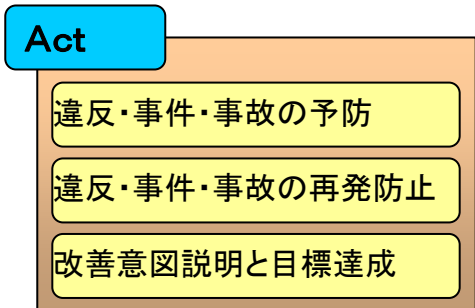 Act
違反・事件・事故の予防
違反・事件・事故の再発防止
改善意図説明と目標達成